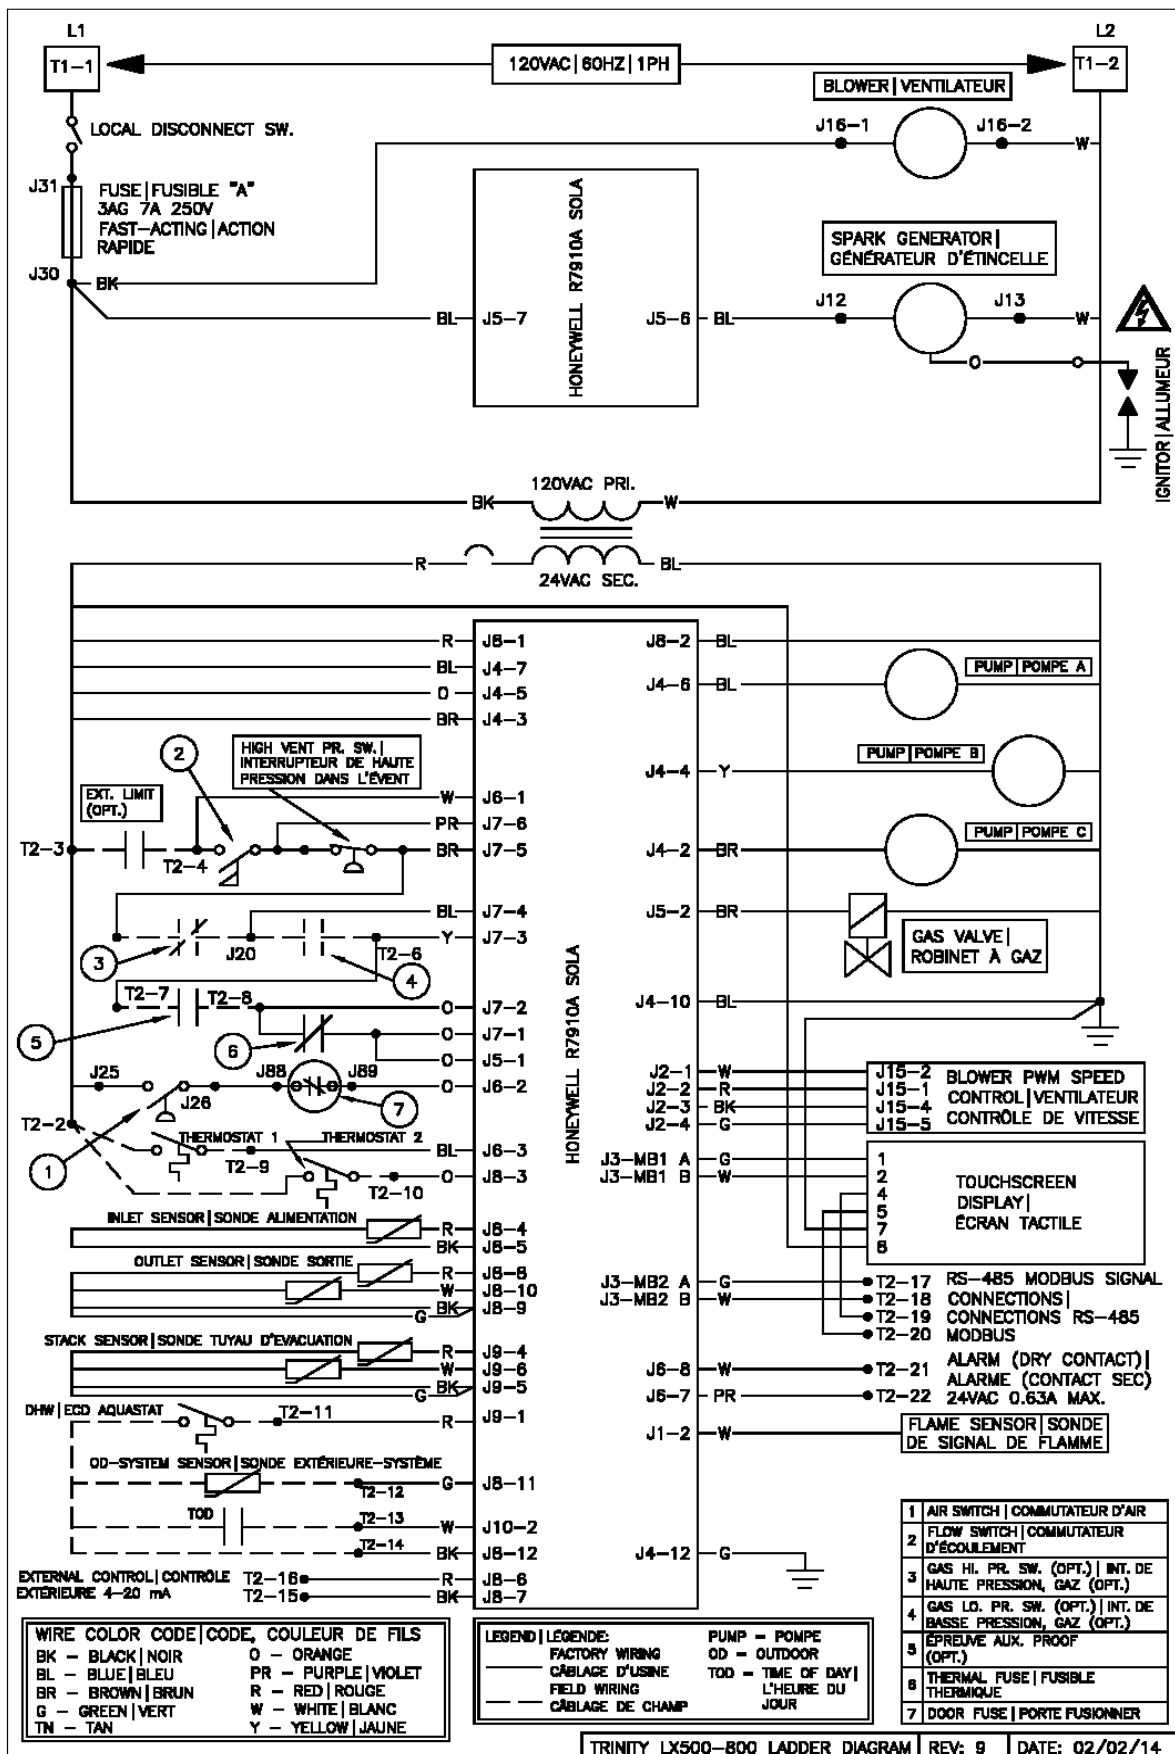 L1
L2
T1-1
120VAC|60HZ|1PH
T1-2
BLOWER|VENTILATEUR
LOCAL DISCONNECT SW.
J16-1
J16-2
W
J31
FUSE|FUSIBLE "A"
3AG 7A 250V
FAST-ACTING|ACTION
RAPIDE
HONEYWELL R7910A SOLA
SPARK GENERATOR|
GÉNÉRATEUR D'ÉTINCELLE
J30
BK
J12
J13
BL
J5-7
J5-6
BL
W
O
IGNITOR|ALLUMEUR
120VAC PRI.
BK
W
R
24VAC SEC.
BL
R J6-1
J8-2 BL
BL J4-7
PUMP|POMPE A
O J4-5
J4-6 BL
BR J4-3
2
HIGH VENT PR. SW.|
INTERRUPTEUR DE HAUTE
PRESSION DANS L'ÉVENT
PUMP|POMPE B
J4-4 Y
EXT. LIMIT
(OPT.)
W J6-1
PR J7-6
PUMP|POMPE C
T2-3
T2-4
BR J7-5
J4-2 BR
BL J7-4
J5-2 BR
Y J7-3
3
J20
T2-6
4
GAS VALVE|
ROBINET À GAZ
HONEYWELL R7910A SOLA
T2-7
T2-8
O J7-2
J4-10 BL
5
6
O J7-1
O J5-1
J25
J26
J88
J89
7
O J6-2
J2-1 W J15-2
J2-2 R J15-1
J2-3 BK J15-4
J2-4 G J15-5
BLOWER PWM SPEED
CONTROL|VENTILATEUR
CONTRÔLE DE VITESSE
T2-2
1
THERMOSTAT 1
THERMOSTAT 2
T2-9
BL J6-3
T2-10
O J8-3
J3-MB1 A G 1
J3-MB1 B W 2
4
5
7
8
TOUCHSCREEN
DISPLAY|
ÉCRAN TACTILE
INLET SENSOR|SONDE ALIMENTATION
R J8-4
BK J8-5
OUTLET SENSOR|SONDE SORTIE
R J8-8
W J8-10
BK J8-9
G
J3-MB2 A G T2-17
J3-MB2 B W T2-18
T2-19
T2-20
RS-485 MODBUS SIGNAL
CONNECTIONS|
CONNECTIONS RS-485
MODBUS
STACK SENSOR|SONDE TUYAU D'ÉVACUATION
R J9-4
W J9-6
BK J9-5
G
J6-8 W T2-21
J6-7 PR T2-22
ALARM (DRY CONTACT)|
ALARME (CONTACT SEC)
24VAC 0.63A MAX.
DHW|ECD AQUASTAT
T2-11
R J9-1
J1-2 W
FLAME SENSOR|SONDE
DE SIGNAL DE FLAMME
OD-SYSTEM SENSOR|SONDE EXTÉRIEURE-SYSTÈME
T2-12
G J8-11
TOD
T2-13
W J10-2
T2-14
BK J8-12
J4-12 G
EXTERNAL CONTROL|CONTRÔLE
EXTÉRIEURE 4-20 mA
T2-16 R J8-6
T2-15 BK J8-7
1 AIR SWITCH | COMMUTATEUR D'AIR
2 FLOW SWITCH | COMMUTATEUR
D'ÉCOULEMENT
3 GAS HI. PR. SW. (OPT.) | INT. DE
HAUTE PRESSION, GAZ (OPT.)
4 GAS LO. PR. SW. (OPT.) | INT. DE
BASSE PRESSION, GAZ (OPT.)
5 ÉPREUVE AUX. PROOF
(OPT.)
6 THERMAL FUSE | FUSIBLE
THERMIQUE
7 DOOR FUSE | PORTE FUSIONNER
WIRE COLOR CODE|CODE, COULEUR DE FILS
BK - BLACK|NOIR
BL - BLUE|BLEU
BR - BROWN|BRUN
G - GREEN|VERT
TN - TAN
O - ORANGE
PR - PURPLE|VIOLET
R - RED|ROUGE
W - WHITE|BLANC
Y - YELLOW|JAUNE
LEGEND|LÉGENDE:
FACTORY WIRING
CÂBLAGE D'USINE
FIELD WIRING
CÂBLAGE DE CHAMP
PUMP - POMPE
OD - OUTDOOR
TOD - TIME OF DAY|
L'HEURE DU
JOUR
TRINITY LX500-800 LADDER DIAGRAM
REV: 9
DATE: 02/02/14